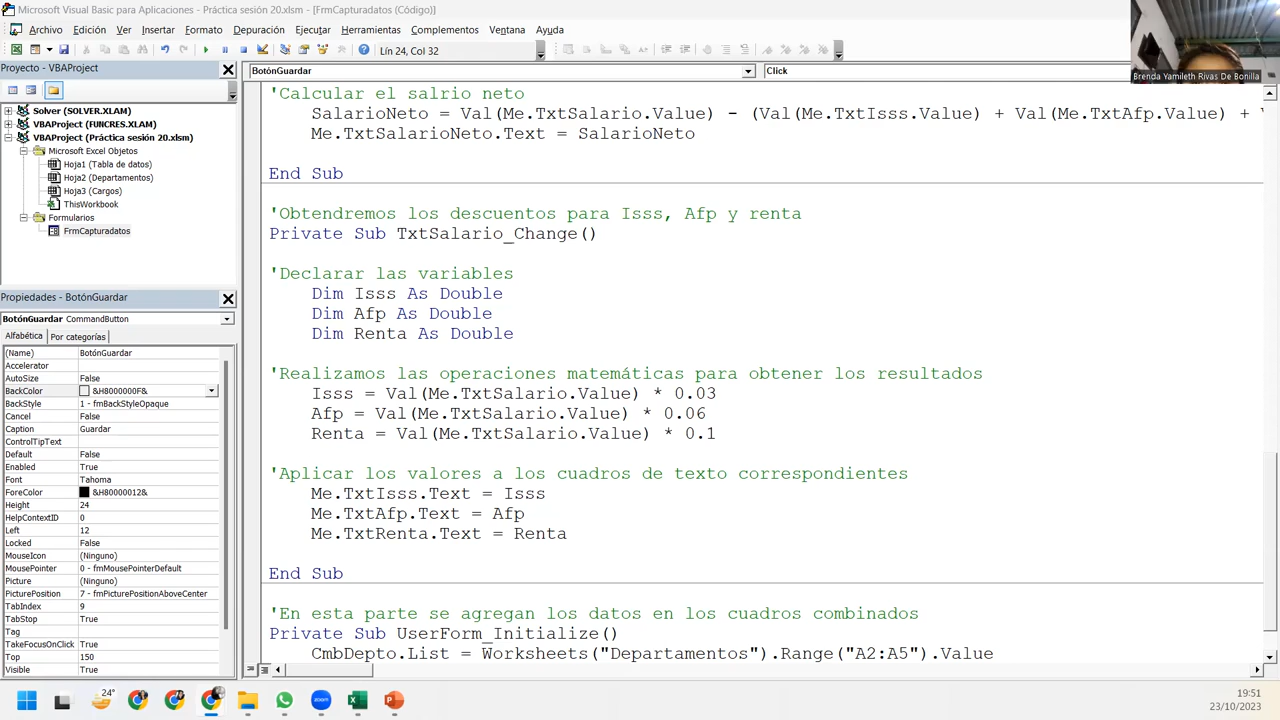 Microsoft Visual Basic para Aplicaciones - Práctica sesión 20.xlsm - [FrmCapturadatos (Código)]
Archivo Edición Ver Insertar Formato Depuración Ejecutar Herramientas Complementos Ventana Ayuda
Lín 24, Col 32
Brenda Yamileth Rivas De Bonilla
Proyecto - VBAProject
Solver (SOLVER.XLAM)
VBAProject (FUNCRES.XLAM)
VBAProject (Práctica sesión 20.xlsm)
Microsoft Excel Objetos
Hoja1 (Tabla de datos)
Hoja2 (Departamentos)
Hoja3 (Cargos)
ThisWorkbook
Formularios
FrmCapturadatos
Propiedades - BotónGuardar
BotónGuardar CommandButton
Alfabética Por categorías
(Name) BotónGuardar
Accelerator
AutoSize False
BackColor &H8000000F&
BackStyle 1 - fmBackStyleOpaque
Cancel False
Caption Guardar
ControlTipText
Default False
Enabled True
Font Tahoma
ForeColor &H80000012&
Height 24
HelpContextID 0
Left 12
Locked False
MouseIcon (Ninguno)
MousePointer 0 - fmMousePointerDefault
Picture (Ninguno)
PicturePosition 7 - fmPicturePositionAboveCenter
TabIndex 9
TabStop True
Tag
TakeFocusOnClick True
Top 150
Visible True
BotónGuardar Click
'Calcular el salrio neto
SalarioNeto = Val(Me.TxtSalario.Value) - (Val(Me.TxtIsss.Value) + Val(Me.TxtAfp.Value) + V
Me.TxtSalarioNeto.Text = SalarioNeto
End Sub
'Obtendremos los descuentos para Isss, Afp y renta
Private Sub TxtSalario_Change()
'Declarar las variables
Dim Isss As Double
Dim Afp As Double
Dim Renta As Double
'Realizamos las operaciones matemáticas para obtener los resultados
Isss = Val(Me.TxtSalario.Value) * 0.03
Afp = Val(Me.TxtSalario.Value) * 0.06
Renta = Val(Me.TxtSalario.Value) * 0.1
'Aplicar los valores a los cuadros de texto correspondientes
Me.TxtIsss.Text = Isss
Me.TxtAfp.Text = Afp
Me.TxtRenta.Text = Renta
End Sub
'En esta parte se agregan los datos en los cuadros combinados
Private Sub UserForm_Initialize()
CmbDepto.List = Worksheets("Departamentos").Range("A2:A5").Value
24°
zoom
19:51
23/10/2023